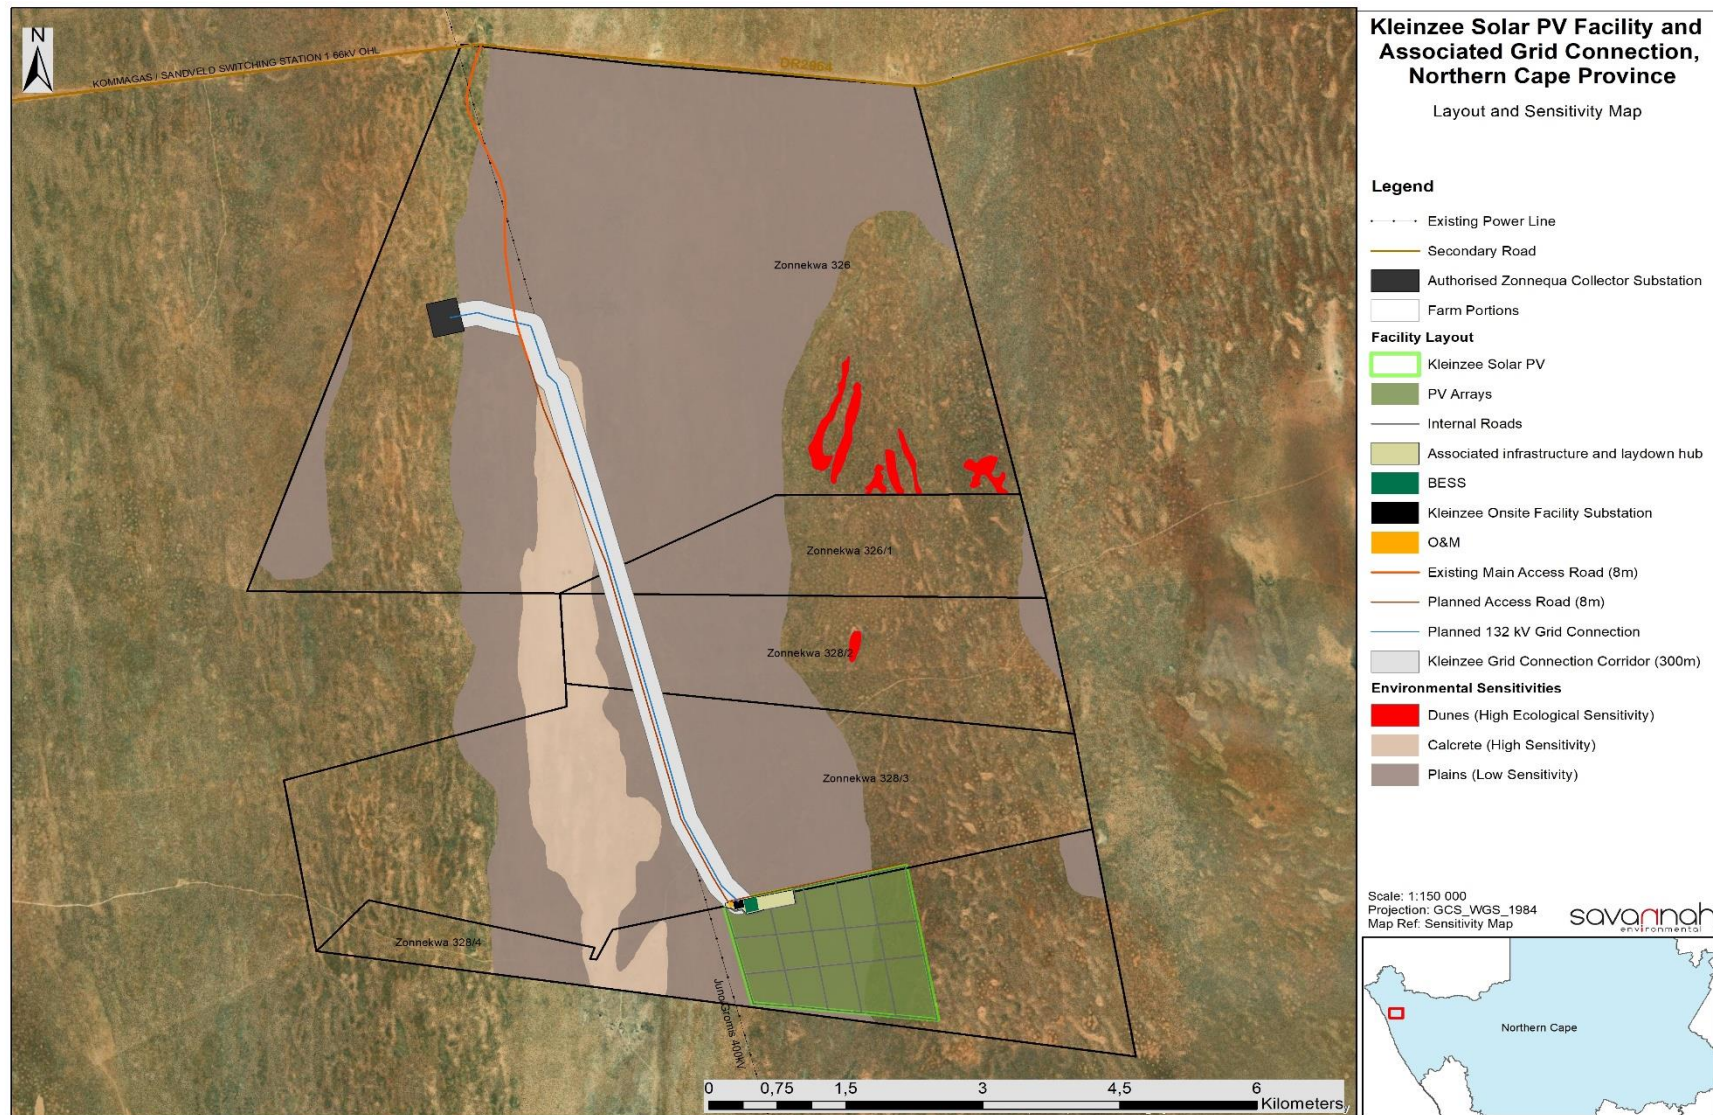 N
KOMMAGAS / SANDVELD SWITCHING STATION 1 66kV OHL
DR2964
Zonnekwa 326
Zonnekwa 326/1
Zonnekwa 328/2
Zonnekwa 328/3
Zonnekwa 328/4
Juno Gromis 400kV
0 0,75 1,5 3 4,5 6
Kilometers
Kleinzee Solar PV Facility and
Associated Grid Connection,
Northern Cape Province
Layout and Sensitivity Map
Legend
Existing Power Line
Secondary Road
Authorised Zonnequa Collector Substation
Farm Portions
Facility Layout
Kleinzee Solar PV
PV Arrays
Internal Roads
Associated infrastructure and laydown hub
BESS
Kleinzee Onsite Facility Substation
O&M
Existing Main Access Road (8m)
Planned Access Road (8m)
Planned 132 kV Grid Connection
Kleinzee Grid Connection Corridor (300m)
Environmental Sensitivities
Dunes (High Ecological Sensitivity)
Calcrete (High Sensitivity)
Plains (Low Sensitivity)
Scale: 1:150 000
Projection: GCS_WGS_1984
Map Ref: Sensitivity Map
savannah
environmental
Northern Cape